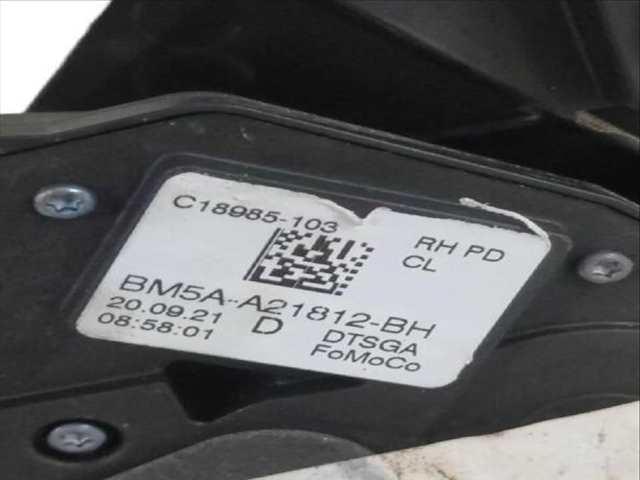 C18985-103
RH PD
CL
BM5A-A21812-BH
20.09.21
08:58:01
D
DTSGA
FoMoCo